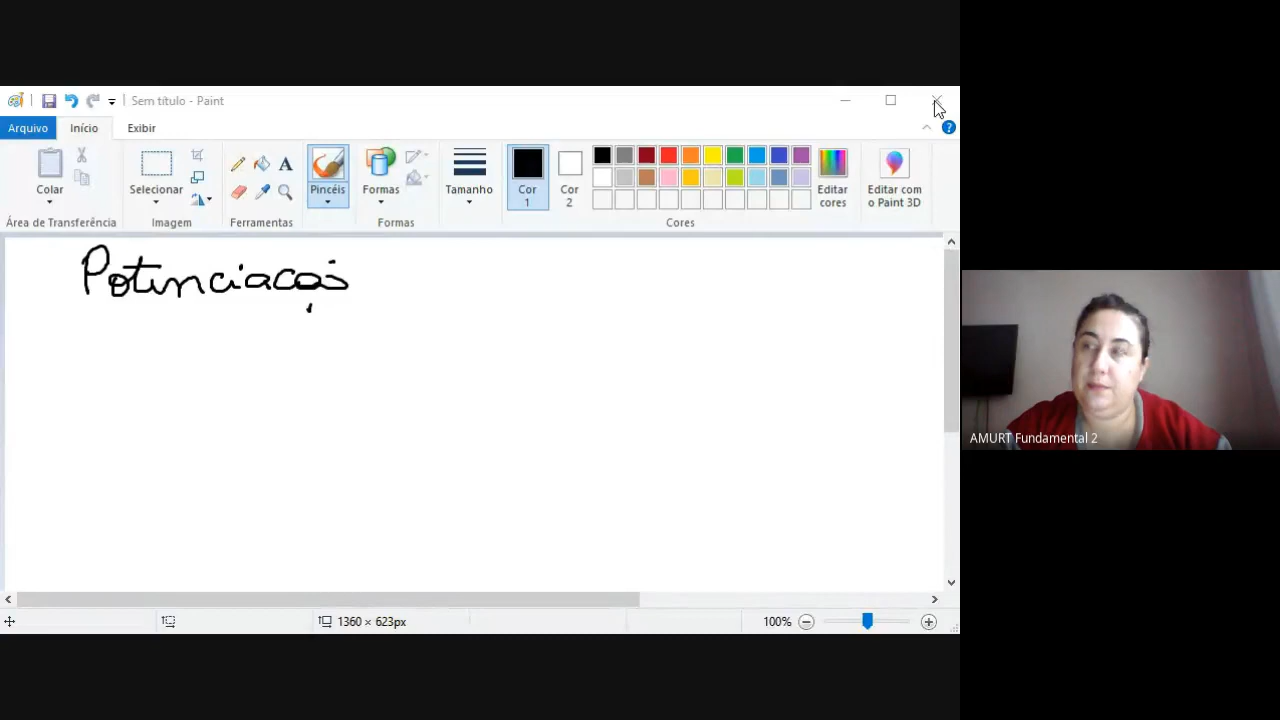 Sem título - Paint
Arquivo Início Exibir
Colar Selecionar Pincéis Formas Tamanho Cor 1 Cor 2 Editar cores Editar com o Paint 3D
Área de Transferência Imagem Ferramentas Formas Cores
Potenciação
AMURT Fundamental 2
1360 × 623px 100%